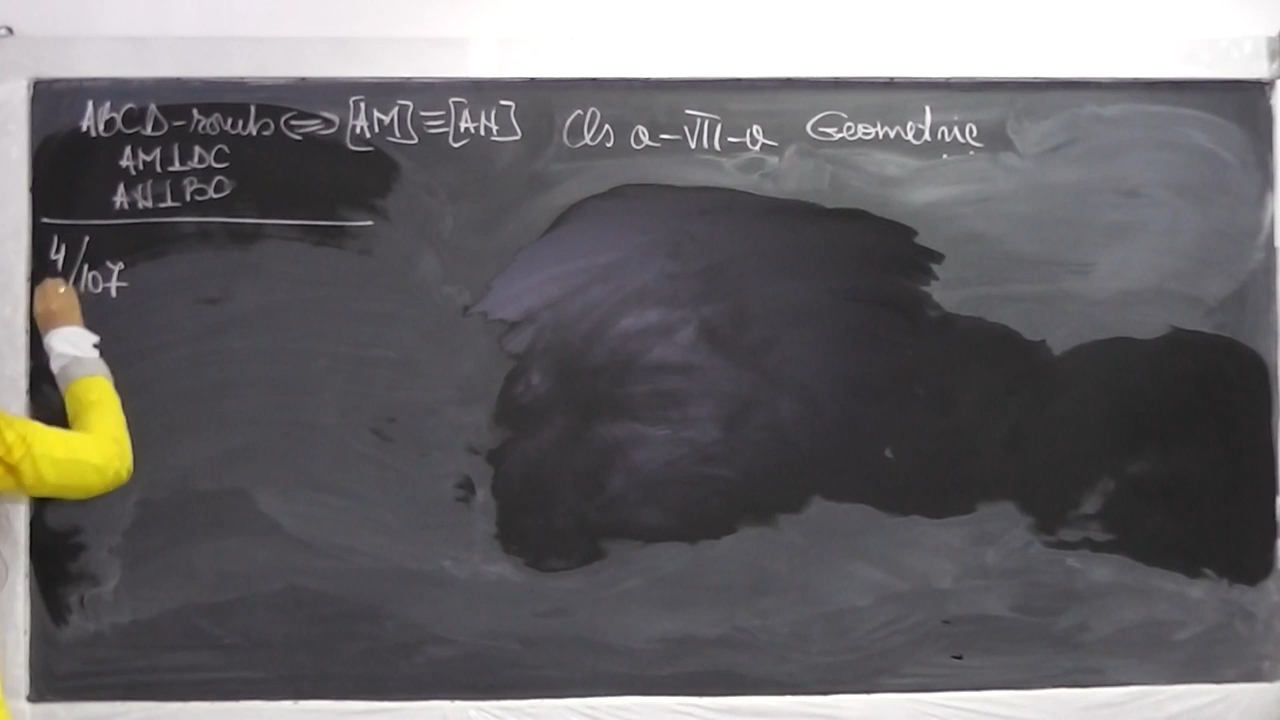 ABCD-romb ⇔ [AM] ≡ [AN] Cls a-VII-a Geometrie
AM⊥DC
AN⊥BC
4/107